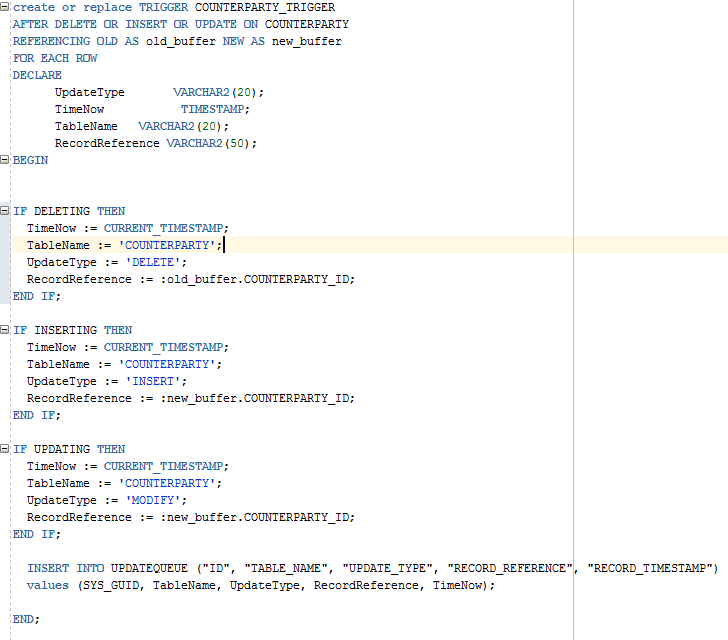 create or replace TRIGGER COUNTERPARTY_TRIGGER
AFTER DELETE OR INSERT OR UPDATE ON COUNTERPARTY
REFERENCING OLD AS old_buffer NEW AS new_buffer
FOR EACH ROW
DECLARE
      UpdateType       VARCHAR2(20);
      TimeNow           TIMESTAMP;
      TableName   VARCHAR2(20);
      RecordReference VARCHAR2(50);
BEGIN
IF DELETING THEN
  TimeNow := CURRENT_TIMESTAMP;
  TableName := 'COUNTERPARTY';
  UpdateType := 'DELETE';
  RecordReference := :old_buffer.COUNTERPARTY_ID;
END IF;
IF INSERTING THEN
  TimeNow := CURRENT_TIMESTAMP;
  TableName := 'COUNTERPARTY';
  UpdateType := 'INSERT';
  RecordReference := :new_buffer.COUNTERPARTY_ID;
END IF;
IF UPDATING THEN
  TimeNow := CURRENT_TIMESTAMP;
  TableName := 'COUNTERPARTY';
  UpdateType := 'MODIFY';
  RecordReference := :new_buffer.COUNTERPARTY_ID;
END IF;
  INSERT INTO UPDATEQUEUE ("ID", "TABLE_NAME", "UPDATE_TYPE", "RECORD_REFERENCE", "RECORD_TIMESTAMP")
  values (SYS_GUID, TableName, UpdateType, RecordReference, TimeNow);
END;